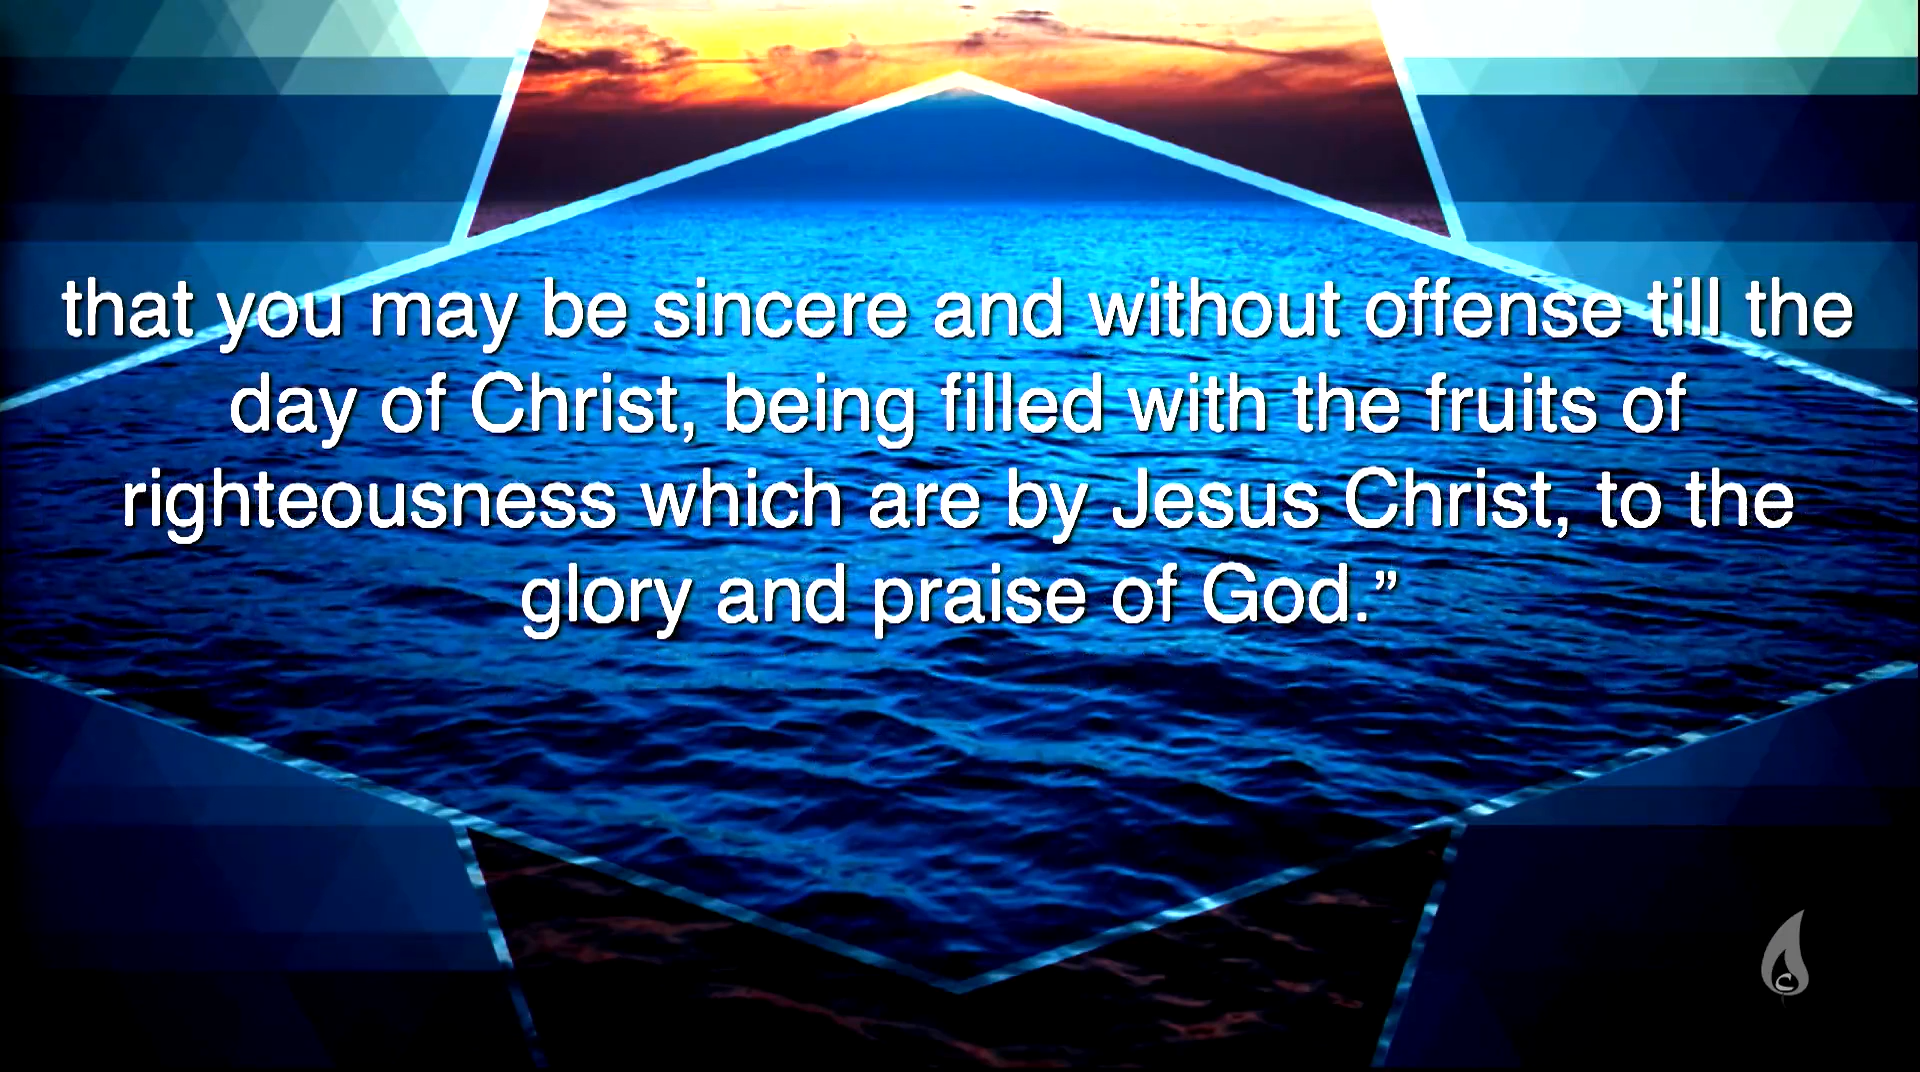 that you may be sincere and without offense till the
day of Christ, being filled with the fruits of
righteousness which are by Jesus Christ, to the
glory and praise of God.”
C